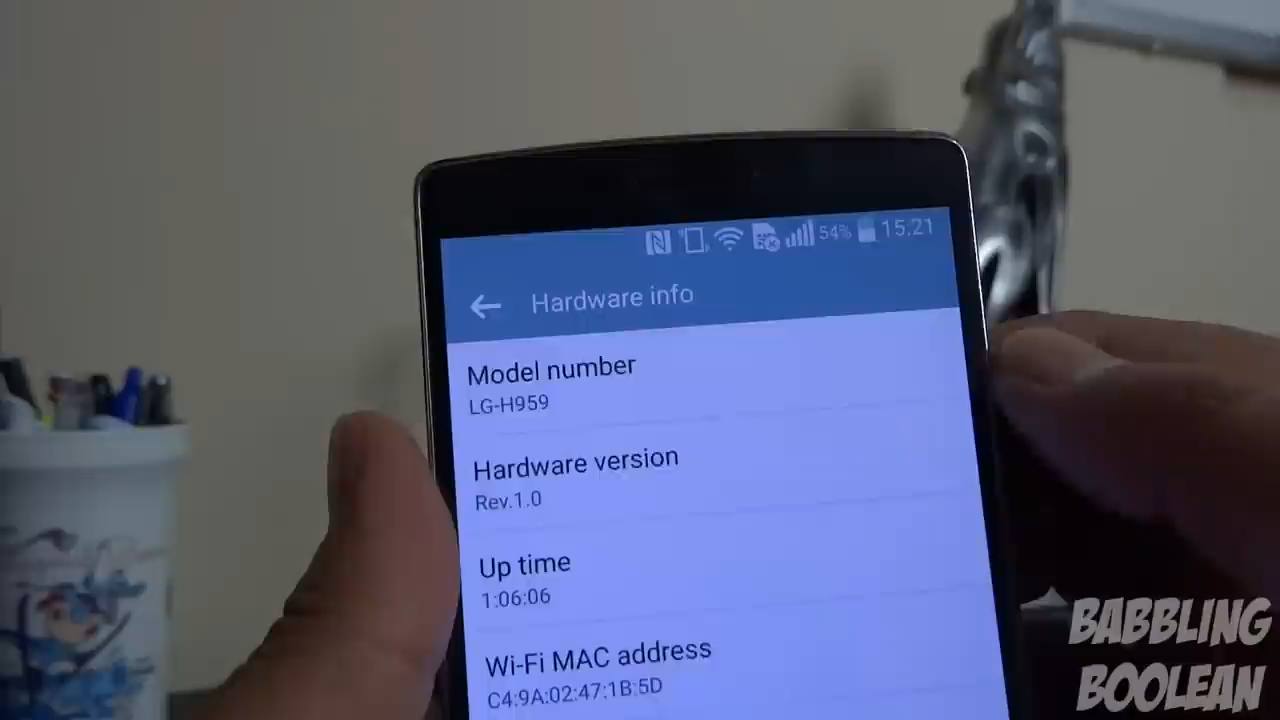 54% 15.21
Hardware info
Model number
LG-H959
Hardware version
Rev.1.0
Up time
1:06:06
Wi-Fi MAC address
C4:9A:02:47:1B:5D
BABBLING
BOOLEAN